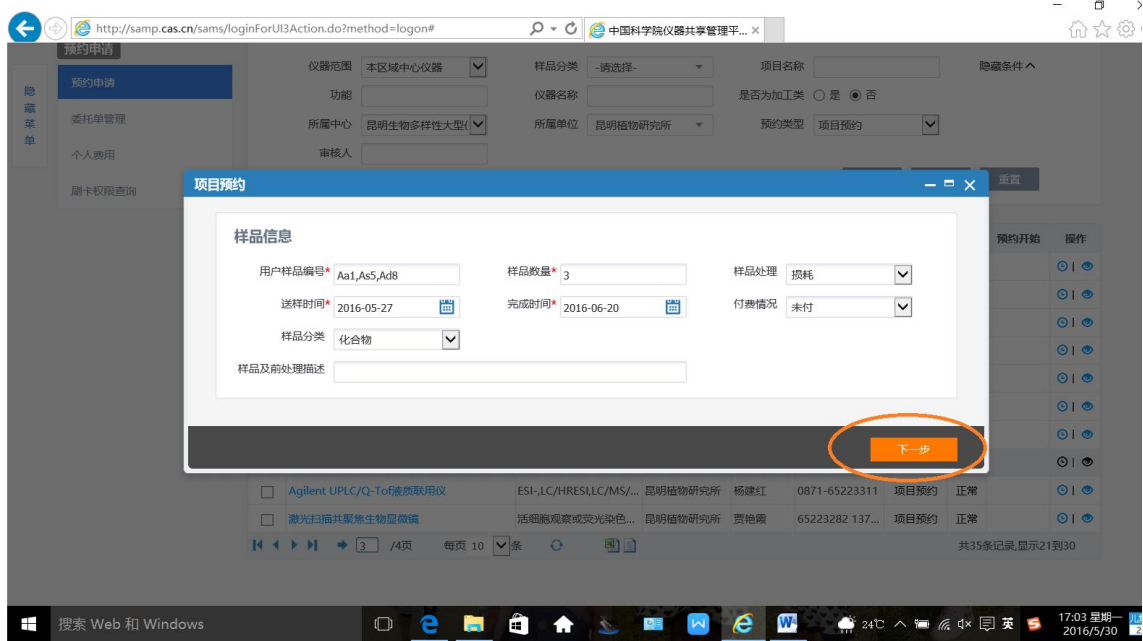 http://samp.cas.cn/sams/loginForUI3Action.do?method=logon#
中国科学院仪器共享管理平... ×
预约申请
隐藏菜单
预约申请
委托单管理
个人费用
刷卡权限查询
仪器范围 本区域中心仪器 样品分类 -请选择- 项目名称 隐藏条件
功能 仪器名称 是否为加工类 是 否
所属中心 昆明生物多样性大型( 所属单位 昆明植物研究所 预约类型 项目预约
审核人
重置
项目预约
样品信息
用户样品编号* Aa1,As5,Ad8 样品数量* 3 样品处理 损耗
送样时间* 2016-05-27 完成时间* 2016-06-20 付费情况 未付
样品分类 化合物
样品及前处理描述
下一步
预约开始 操作
Agilent UPLC/Q-Tof液质联用仪 ESI-,LC/HRESI,LC/MS/... 昆明植物研究所 杨建红 0871-65223311 项目预约 正常
激光扫描共聚焦生物显微镜 活细胞观察或荧光染色... 昆明植物研究所 贾艳霞 65223282 137... 项目预约 正常
3 /4页 每页 10 条 共35条记录,显示21到30
搜索 Web 和 Windows
24℃ 英 17:03 星期一
2016/5/30